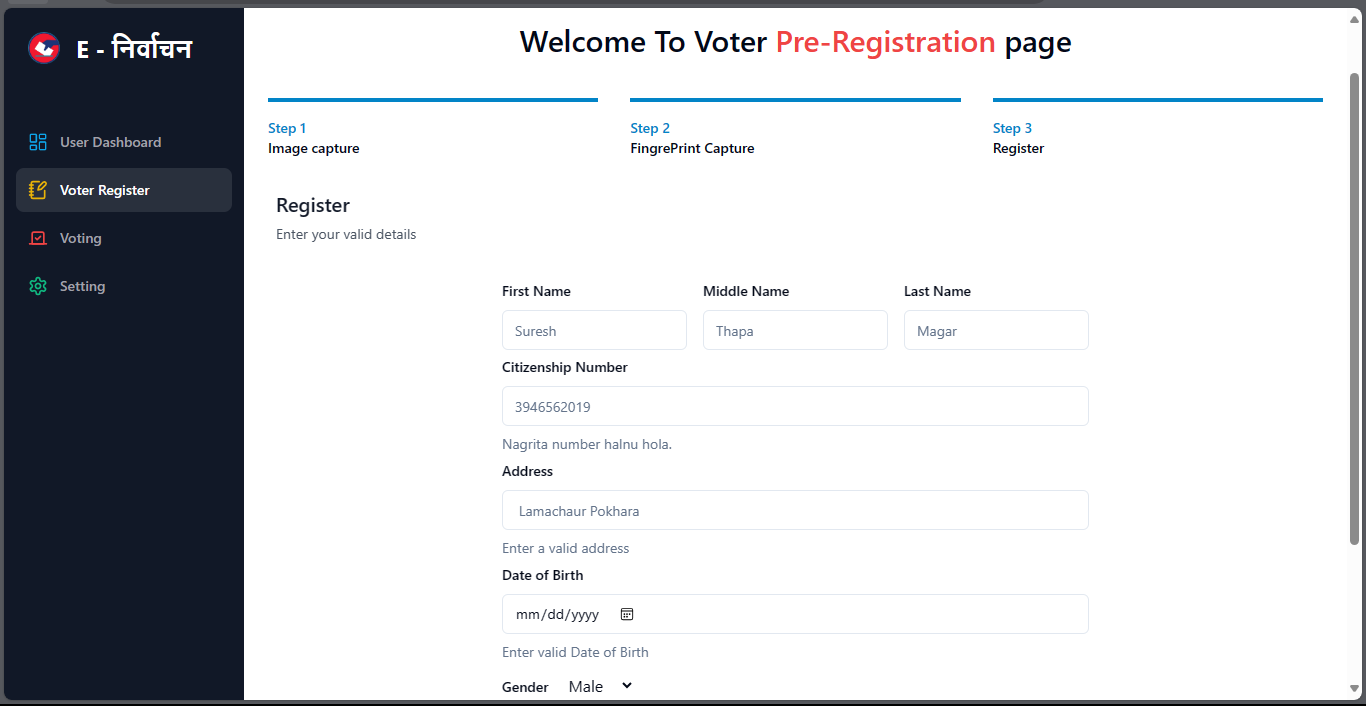 E - निर्वाचन
User Dashboard
Voter Register
Voting
Setting
Welcome To Voter Pre-Registration page
Step 1
Image capture
Step 2
FingrePrint Capture
Step 3
Register
Register
Enter your valid details
First Name
Middle Name
Last Name
Suresh
Thapa
Magar
Citizenship Number
3946562019
Nagrita number halnu hola.
Address
Lamachaur Pokhara
Enter a valid address
Date of Birth
mm/dd/yyyy
Enter valid Date of Birth
Gender Male